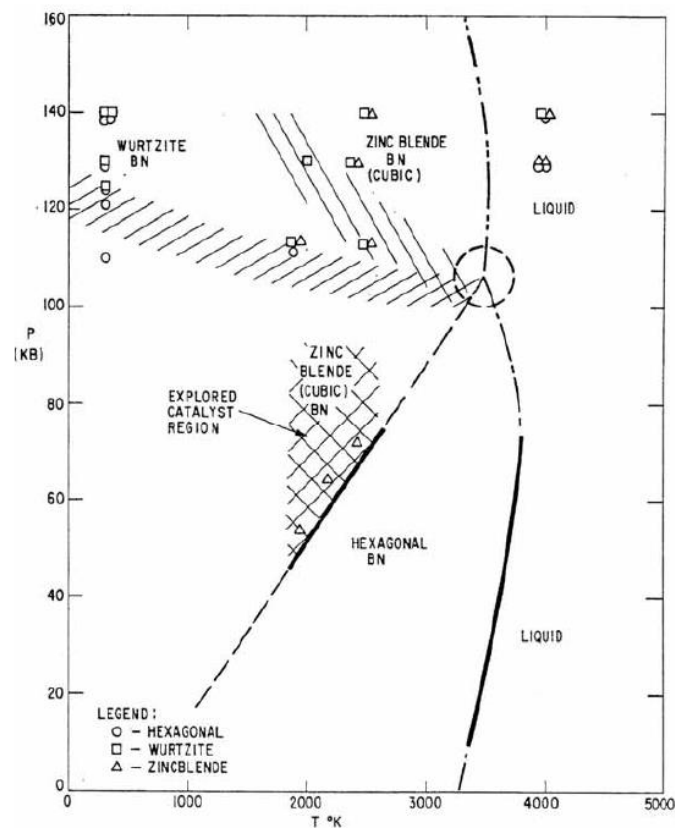 160
140
120
100
P
(KB)
80
60
40
20
0
WURTZITE
BN
ZINC BLENDE
BN
(CUBIC)
LIQUID
ZINC
BLENDE
(CUBIC)
BN
EXPLORED
CATALYST
REGION
HEXAGONAL
BN
LIQUID
LEGEND:
○ - HEXAGONAL
□ - WURTZITE
△ - ZINCBLENDE
0 1000 2000 3000 4000 5000
T °K